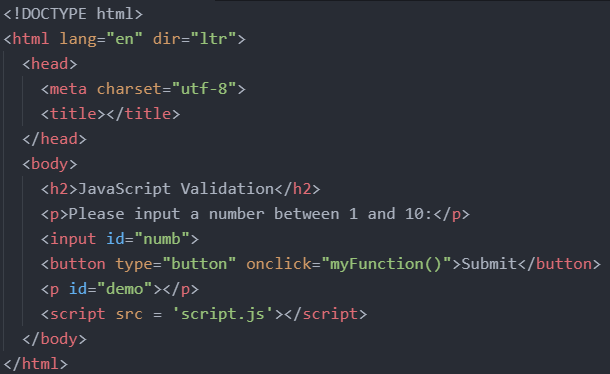 <!DOCTYPE html>
<html lang="en" dir="ltr">
<head>
<meta charset="utf-8">
<title></title>
</head>
<body>
<h2>JavaScript Validation</h2>
<p>Please input a number between 1 and 10:</p>
<input id="numb">
<button type="button" onclick="myFunction()">Submit</button>
<p id="demo"></p>
<script src = 'script.js'></script>
</body>
</html>